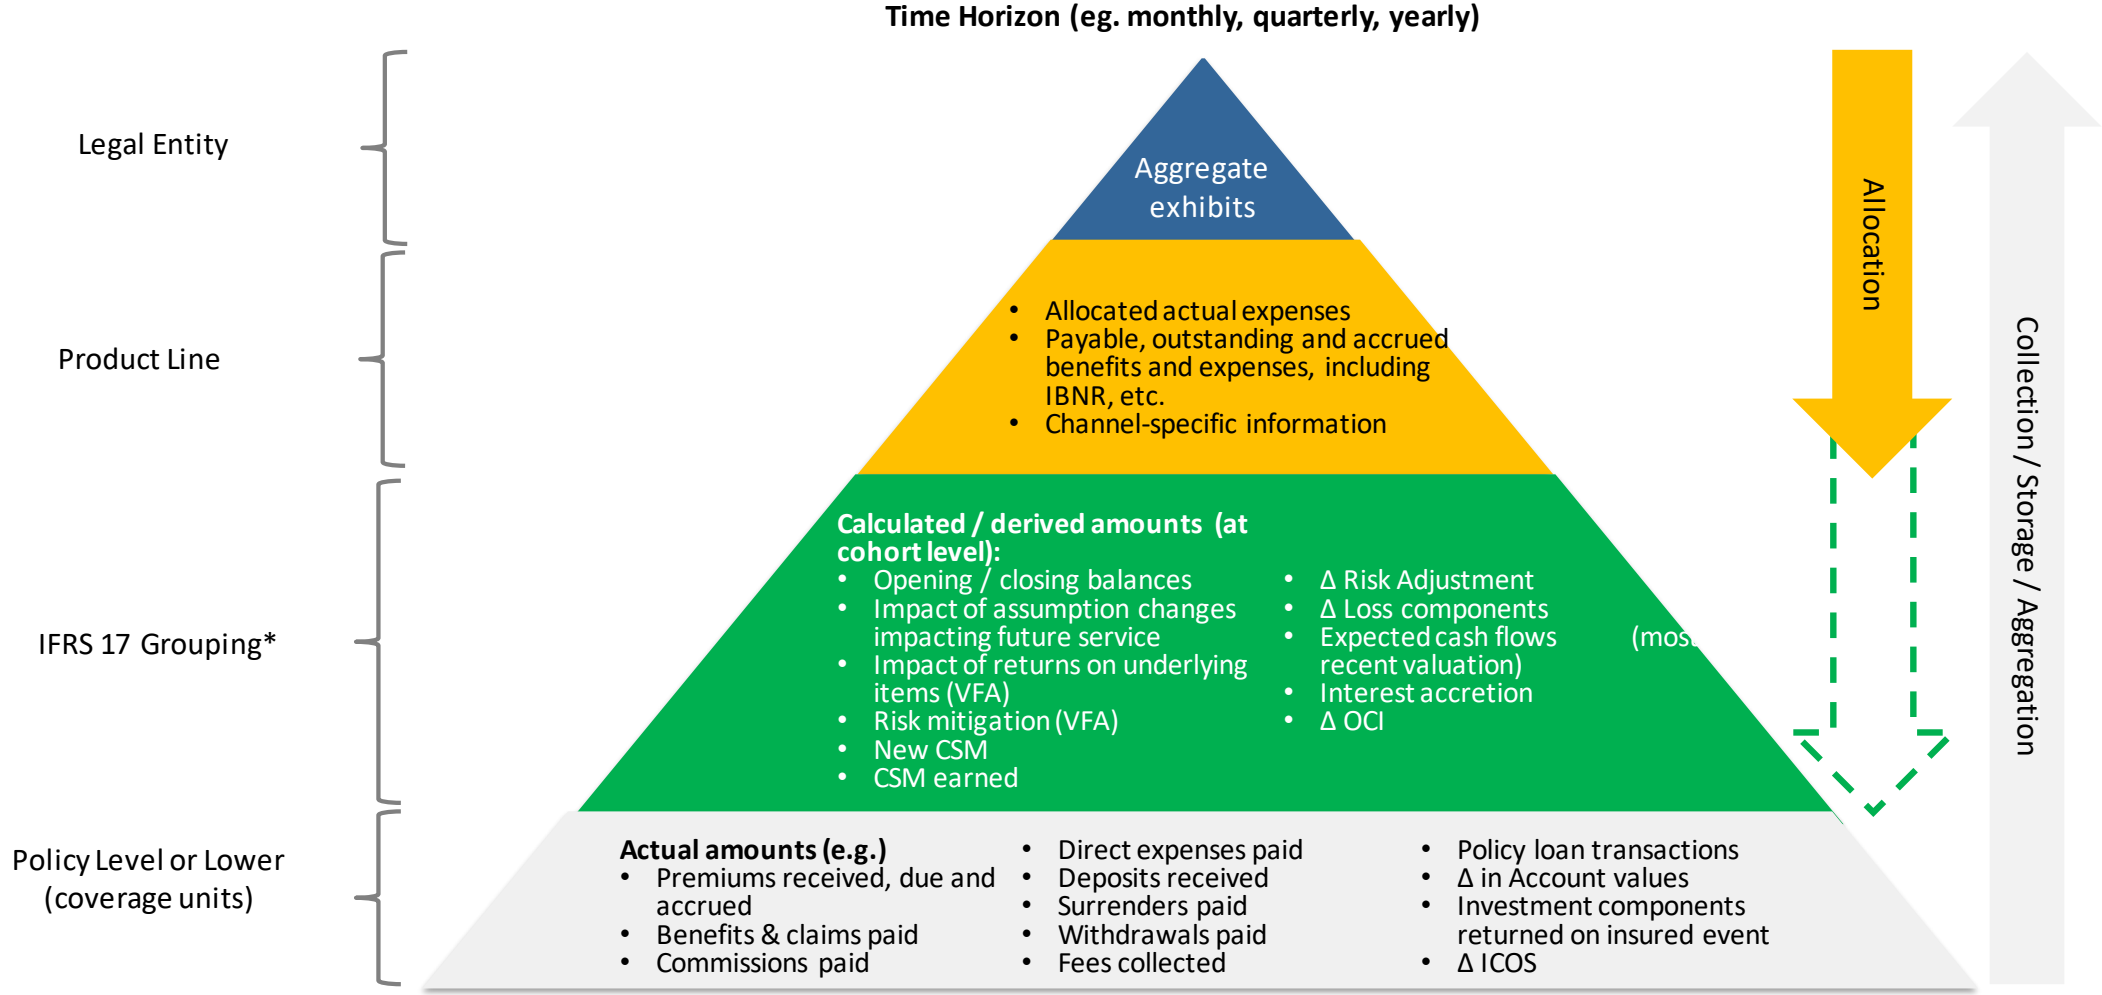 Time Horizon (eg. monthly, quarterly, yearly)
Legal Entity
Aggregate
exhibits
Product Line
• Allocated actual expenses
• Payable, outstanding and accrued
benefits and expenses, including
IBNR, etc.
• Channel-specific information
IFRS 17 Grouping*
Calculated / derived amounts (at
cohort level):
• Opening / closing balances
• Impact of assumption changes
impacting future service
• Impact of returns on underlying
items (VFA)
• Risk mitigation (VFA)
• New CSM
• CSM earned
• Δ Risk Adjustment
• Δ Loss components
• Expected cash flows (most
recent valuation)
• Interest accretion
• Δ OCI
Policy Level or Lower
(coverage units)
Actual amounts (e.g.)
• Premiums received, due and
accrued
• Benefits & claims paid
• Commissions paid
• Direct expenses paid
• Deposits received
• Surrenders paid
• Withdrawals paid
• Fees collected
• Policy loan transactions
• Δ in Account values
• Investment components
returned on insured event
• Δ ICOS
Allocation
Collection / Storage / Aggregation